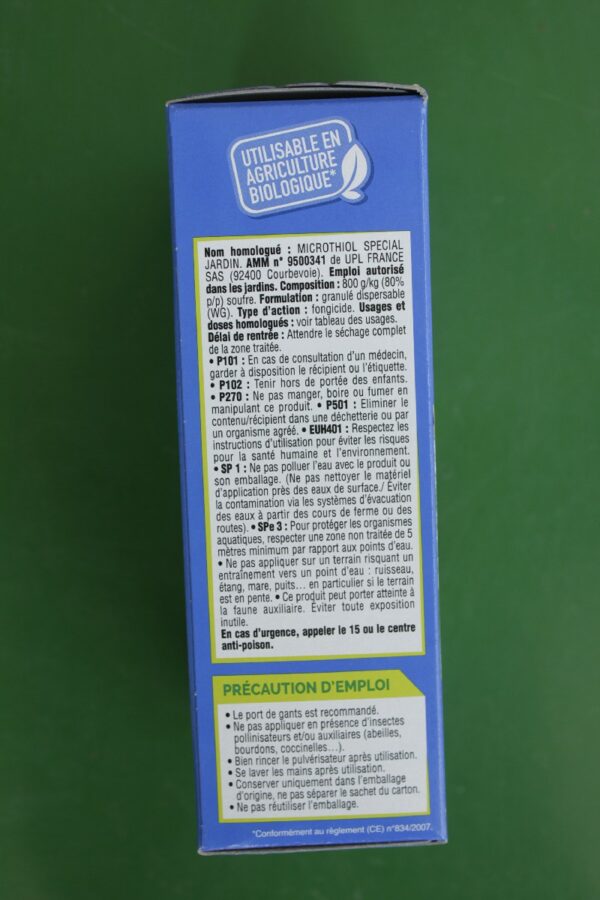 UTILISABLE EN
AGRICULTURE
BIOLOGIQUE*
Nom homologué : MICROTHIOL SPECIAL
JARDIN. AMM n° 9500341 de UPL FRANCE
SAS (92400 Courbevoie). Emploi autorisé
dans les jardins. Composition : 800 g/kg (80%
p/p) soufre. Formulation : granulé dispersable
(WG). Type d'action : fongicide. Usages et
doses homologués : voir tableau des usages.
Délai de rentrée : Attendre le séchage complet
de la zone traitée.
• P101 : En cas de consultation d'un médecin,
garder à disposition le récipient ou l'étiquette.
• P102 : Tenir hors de portée des enfants.
• P270 : Ne pas manger, boire ou fumer en
manipulant ce produit. • P501 : Eliminer le
contenu/récipient dans une déchetterie ou par
un organisme agréé. • EUH401 : Respectez les
instructions d'utilisation pour éviter les risques
pour la santé humaine et l'environnement.
• SP 1 : Ne pas polluer l'eau avec le produit ou
son emballage. (Ne pas nettoyer le matériel
d'application près des eaux de surface./ Éviter
la contamination via les systèmes d'évacuation
des eaux à partir des cours de ferme ou des
routes). • SPe 3 : Pour protéger les organismes
aquatiques, respecter une zone non traitée de 5
mètres minimum par rapport aux points d'eau.
• Ne pas appliquer sur un terrain risquant un
entraînement vers un point d'eau : ruisseau,
étang, mare, puits... en particulier si le terrain
est en pente. • Ce produit peut porter atteinte à
la faune auxiliaire. Éviter toute exposition
inutile.
En cas d'urgence, appeler le 15 ou le centre
anti-poison.
PRÉCAUTION D'EMPLOI
• Le port de gants est recommandé.
• Ne pas appliquer en présence d'insectes
pollinisateurs et/ou auxiliaires (abeilles,
bourdons, coccinelles...).
• Bien rincer le pulvérisateur après utilisation.
• Se laver les mains après utilisation.
• Conserver uniquement dans l'emballage
d'origine, ne pas séparer le sachet du carton.
• Ne pas réutiliser l'emballage.
*Conformément au règlement (CE) n°834/2007.